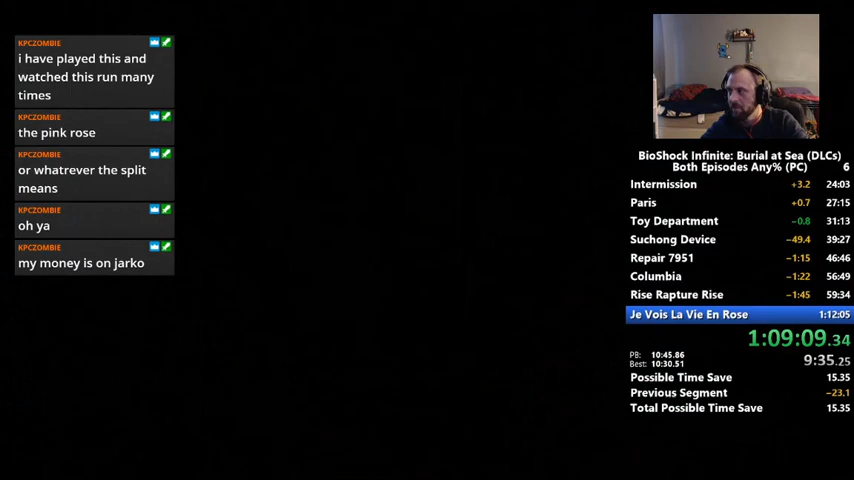 KPCZOMBIE
i have played this and
watched this run many
times
KPCZOMBIE
the pink rose
KPCZOMBIE
or whatrever the split
means
KPCZOMBIE
oh ya
KPCZOMBIE
my money is on jarko
BioShock Infinite: Burial at Sea (DLCs)
Both Episodes Any% (PC) 6
Intermission +3.2 24:03
Paris +0.7 27:15
Toy Department −0.8 31:13
Suchong Device −49.4 39:27
Repair 7951 −1:15 46:46
Columbia −1:22 56:49
Rise Rapture Rise −1:45 59:34
Je Vois La Vie En Rose 1:12:05
1:09:09.34
PB: 10:45.86
Best: 10:30.51
9:35.25
Possible Time Save 15.35
Previous Segment −23.1
Total Possible Time Save 15.35